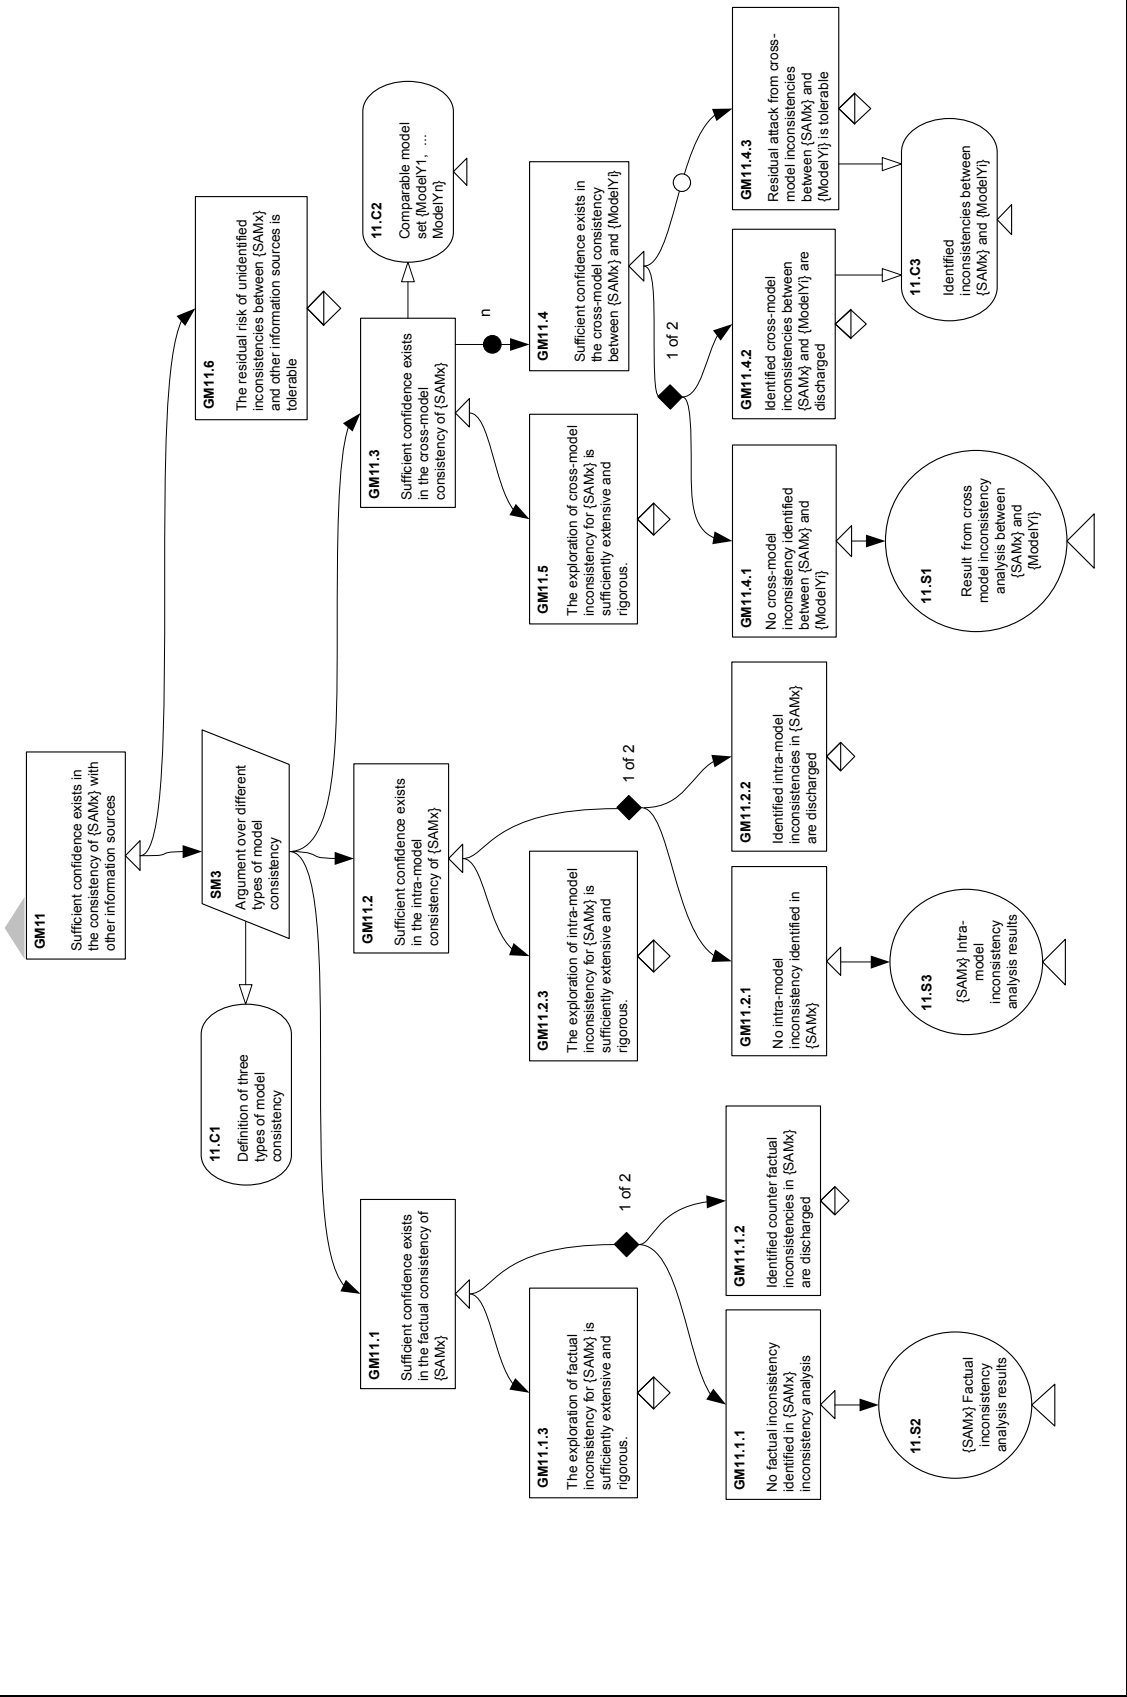 GM11
Sufficient confidence exists in
the consistency of {SAMx} with
other information sources
11.C1
Definition of three
types of model
consistency
SM3
Argument over different
types of model
consistency
GM11.6
The residual risk of unidentified
inconsistencies between {SAMx}
and other information sources is
tolerable
GM11.1
Sufficient confidence exists
in the factual consistency of
{SAMx}
GM11.2
Sufficient confidence exists
in the intra-model
consistency of {SAMx}
GM11.3
Sufficient confidence exists
in the cross-model
consistency of {SAMx}
11.C2
Comparable model
set {ModelY1, ...
ModelYn}
n
GM11.1.3
The exploration of factual
inconsistency for {SAMx} is
sufficiently extensive and
rigorous.
1 of 2
GM11.2.3
The exploration of intra-model
inconsistency for {SAMx} is
sufficiently extensive and
rigorous.
1 of 2
GM11.5
The exploration of cross-model
inconsistency for {SAMx} is
sufficiently extensive and
rigorous.
GM11.4
Sufficient confidence exists in
the cross-model consistency
between {SAMx} and {ModelYi}
1 of 2
GM11.1.1
No factual inconsistency
identified in {SAMx}
inconsistency analysis
GM11.1.2
Identified counter factual
inconsistencies in {SAMx}
are discharged
GM11.2.1
No intra-model
inconsistency identified in
{SAMx}
GM11.2.2
Identified intra-model
inconsistencies in {SAMx}
are discharged
GM11.4.1
No cross-model
inconsistency identified
between {SAMx} and
{ModelYi}
GM11.4.2
Identified cross-model
inconsistencies between
{SAMx} and {ModelYi} are
discharged
GM11.4.3
Residual attack from cross-
model inconsistencies
between {SAMx} and
{ModelYi} is tolerable
11.S2
{SAMx} Factual
inconsistency
analysis results
11.S3
{SAMx} Intra-
model
inconsistency
analysis results
11.S1
Result from cross
model inconsistency
analysis between
{SAMx} and
{ModelYi}
11.C3
Identified
inconsistencies between
{SAMx} and {ModelYi}